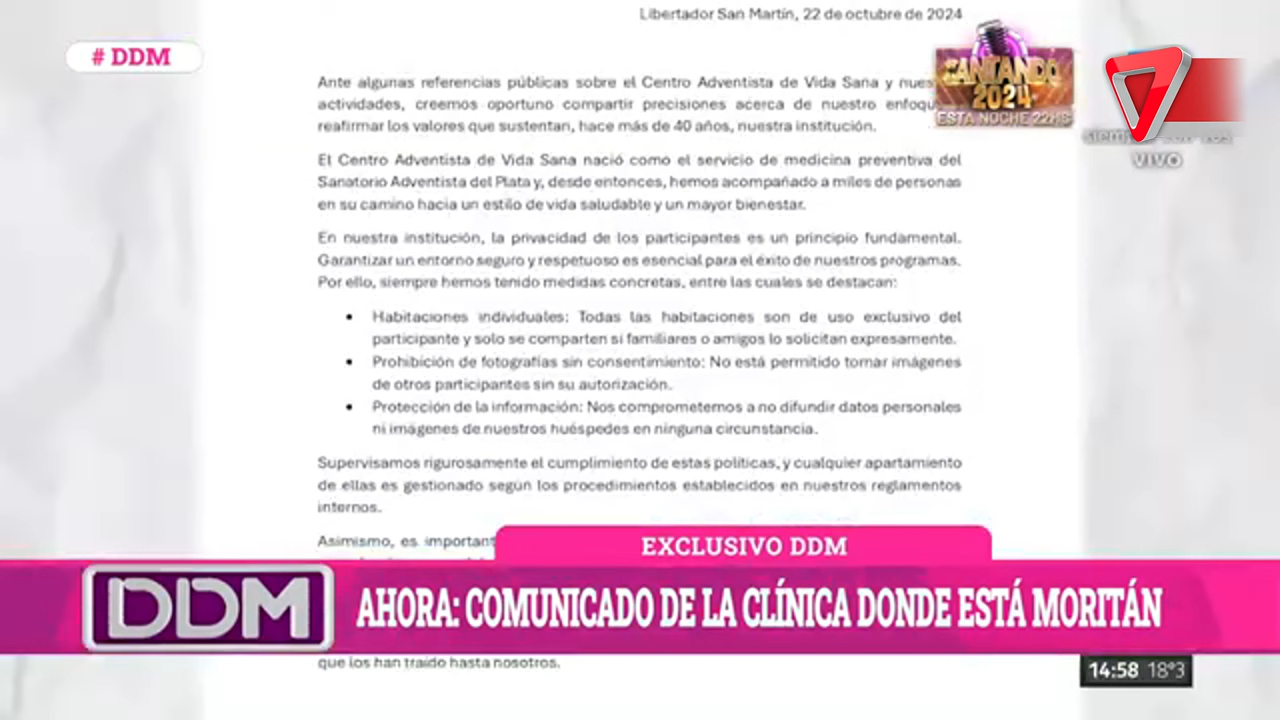 Libertador San Martín, 22 de octubre de 2024
# DDM
CANTANDO
2024
ESTA NOCHE 22HS
VIVO
Ante algunas referencias públicas sobre el Centro Adventista de Vida Sana y
actividades, creemos oportuno compartir precisiones acerca de nuestro
reafirmar los valores que sustentan, hace más de 40 años, nuestra institución.
El Centro Adventista de Vida Sana nació como el servicio de medicina preventiva del
Sanatorio Adventista del Plata y, desde entonces, hemos acompañado a miles de personas
en su camino hacia un estilo de vida saludable y un mayor bienestar.
En nuestra institución, la privacidad de los participantes es un principio fundamental.
Garantizar un entorno seguro y respetuoso es esencial para el éxito de nuestros programas.
Por ello, siempre hemos tenido medidas concretas, entre las cuales se destacan:
• Habitaciones individuales: Todas las habitaciones son de uso exclusivo del
participante y solo se comparten si familiares o amigos lo solicitan expresamente.
• Prohibición de fotografías sin consentimiento: No está permitido tomar imágenes
de otros participantes sin su autorización.
• Protección de la información: Nos comprometemos a no difundir datos personales
ni imágenes de nuestros huéspedes en ninguna circunstancia.
Supervisamos rigurosamente el cumplimiento de estas políticas, y cualquier apartamiento
de ellas es gestionado según los procedimientos establecidos en nuestros reglamentos
internos.
Asimismo, es important
EXCLUSIVO DDM
DDM
AHORA: COMUNICADO DE LA CLÍNICA DONDE ESTÁ MORITÁN
que los han traído hasta nosotros.
14:58 18°3